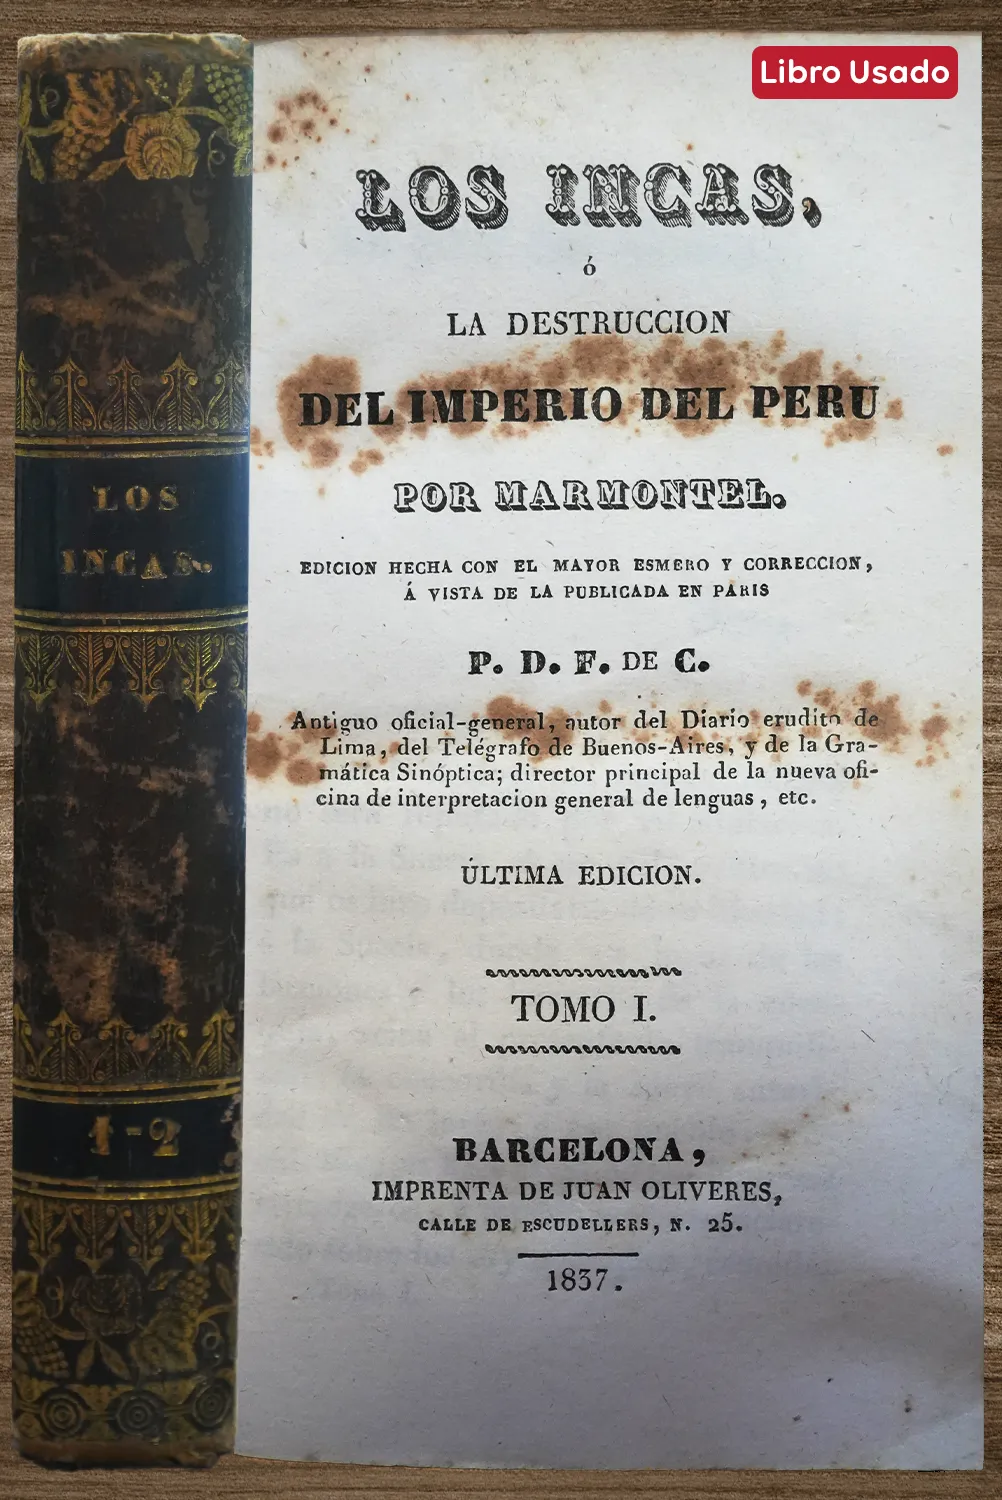 Libro Usado
LOS
INCAS.
1-2
LOS INCAS,
ó
LA DESTRUCCION
DEL IMPERIO DEL PERU
POR MARMONTEL.
EDICION HECHA CON EL MAYOR ESMERO Y CORRECCION,
Á VISTA DE LA PUBLICADA EN PARIS
P. D. F. DE C.
Antiguo oficial-general, autor del Diario erudito de
Lima, del Telégrafo de Buenos-Aires, y de la Gra-
mática Sinóptica; director principal de la nueva ofi-
cina de interpretacion general de lenguas, etc.
ÚLTIMA EDICION.
TOMO I.
BARCELONA,
IMPRENTA DE JUAN OLIVERES,
CALLE DE ESCUDELLERS, N. 25.
1837.